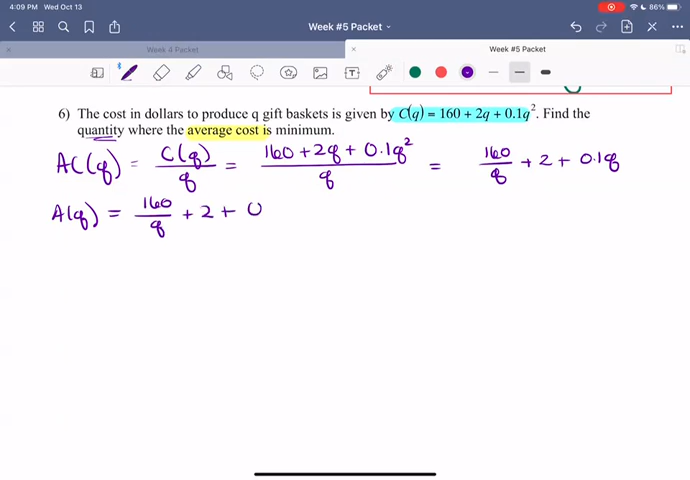 4:09 PM Wed Oct 13
86%
Week #5 Packet
Week 4 Packet
Week #5 Packet
6) The cost in dollars to produce q gift baskets is given by C(q) = 160 + 2q + 0.1q². Find the
quantity where the average cost is minimum.
AC(q) = C(q)/q = 160+2q+0.1q²/q = 160/q + 2 + 0.1q
A(q) = 160/q + 2 + 0